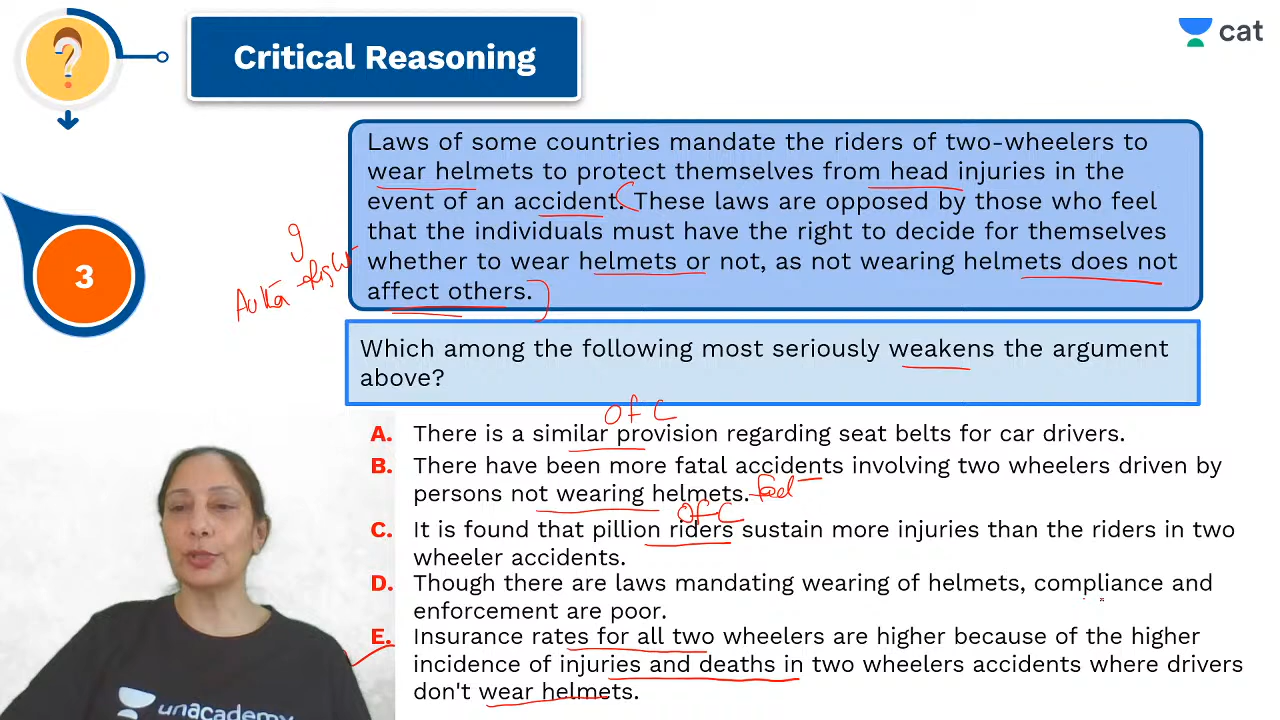 Critical Reasoning
cat
Laws of some countries mandate the riders of two-wheelers to
wear helmets to protect themselves from head injuries in the
event of an accident. These laws are opposed by those who feel
that the individuals must have the right to decide for themselves
whether to wear helmets or not, as not wearing helmets does not
affect others.
3
Which among the following most seriously weakens the argument
above?
Of C
A. There is a similar provision regarding seat belts for car drivers.
B. There have been more fatal accidents involving two wheelers driven by
persons not wearing helmets.
Of C
C. It is found that pillion riders sustain more injuries than the riders in two
wheeler accidents.
D. Though there are laws mandating wearing of helmets, compliance and
enforcement are poor.
E. Insurance rates for all two wheelers are higher because of the higher
incidence of injuries and deaths in two wheelers accidents where drivers
don't wear helmets.
unacademy